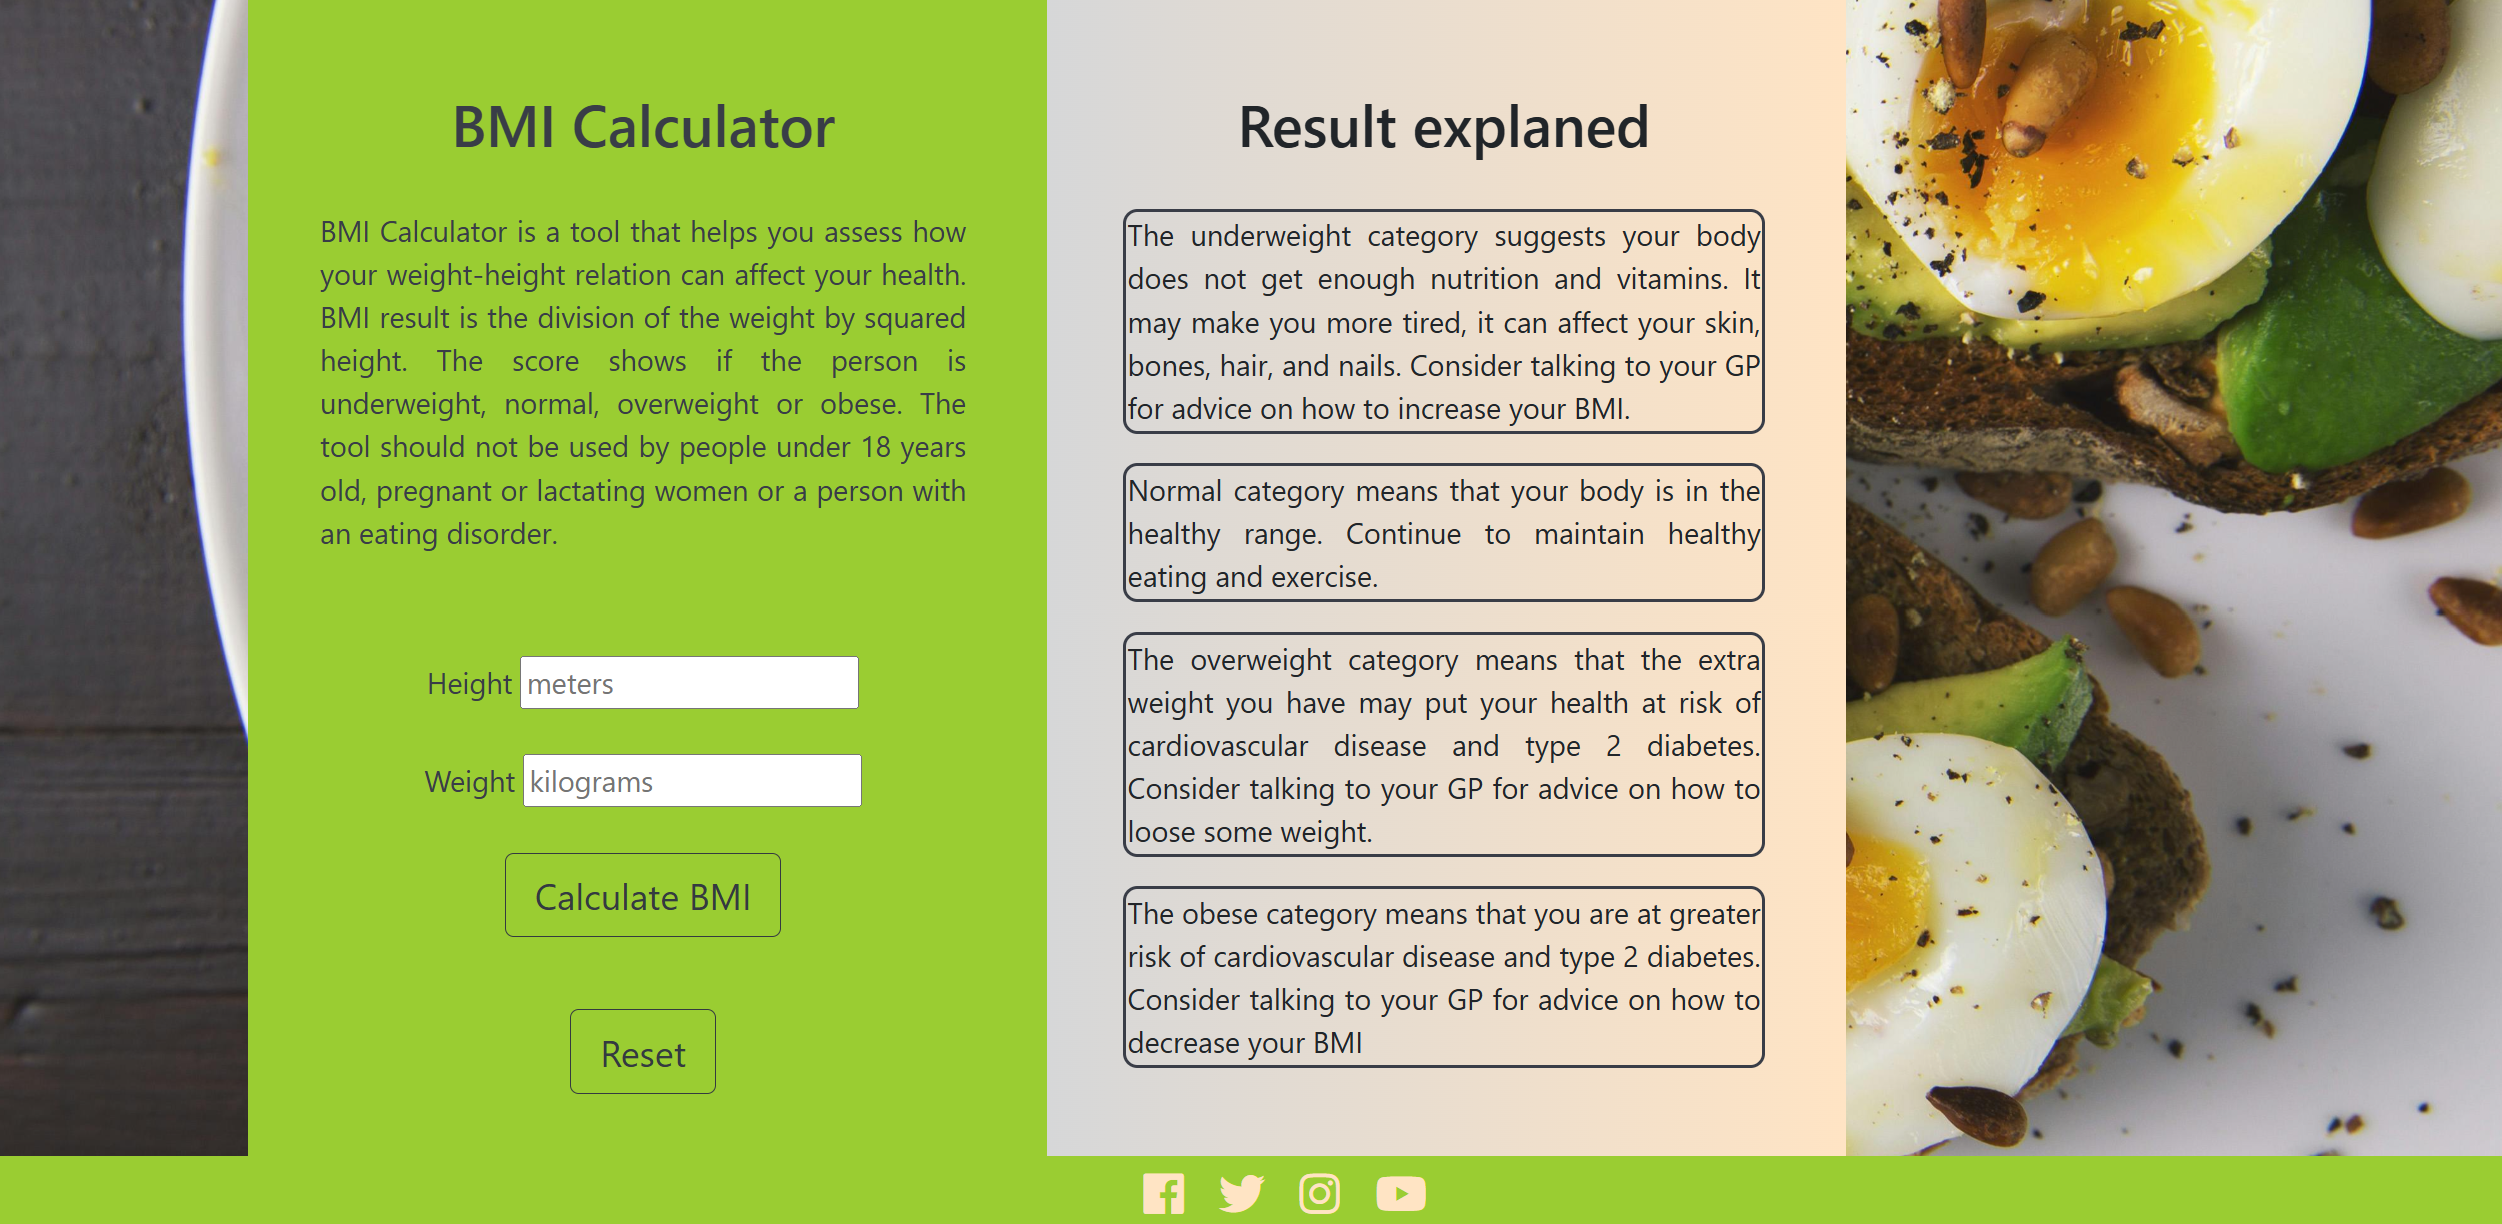 BMI Calculator
BMI Calculator is a tool that helps you assess how
your weight-height relation can affect your health.
BMI result is the division of the weight by squared
height. The score shows if the person is
underweight, normal, overweight or obese. The
tool should not be used by people under 18 years
old, pregnant or lactating women or a person with
an eating disorder.
Height meters
Weight kilograms
Calculate BMI
Reset
Result explaned
The underweight category suggests your body
does not get enough nutrition and vitamins. It
may make you more tired, it can affect your skin,
bones, hair, and nails. Consider talking to your GP
for advice on how to increase your BMI.
Normal category means that your body is in the
healthy range. Continue to maintain healthy
eating and exercise.
The overweight category means that the extra
weight you have may put your health at risk of
cardiovascular disease and type 2 diabetes.
Consider talking to your GP for advice on how to
loose some weight.
The obese category means that you are at greater
risk of cardiovascular disease and type 2 diabetes.
Consider talking to your GP for advice on how to
decrease your BMI